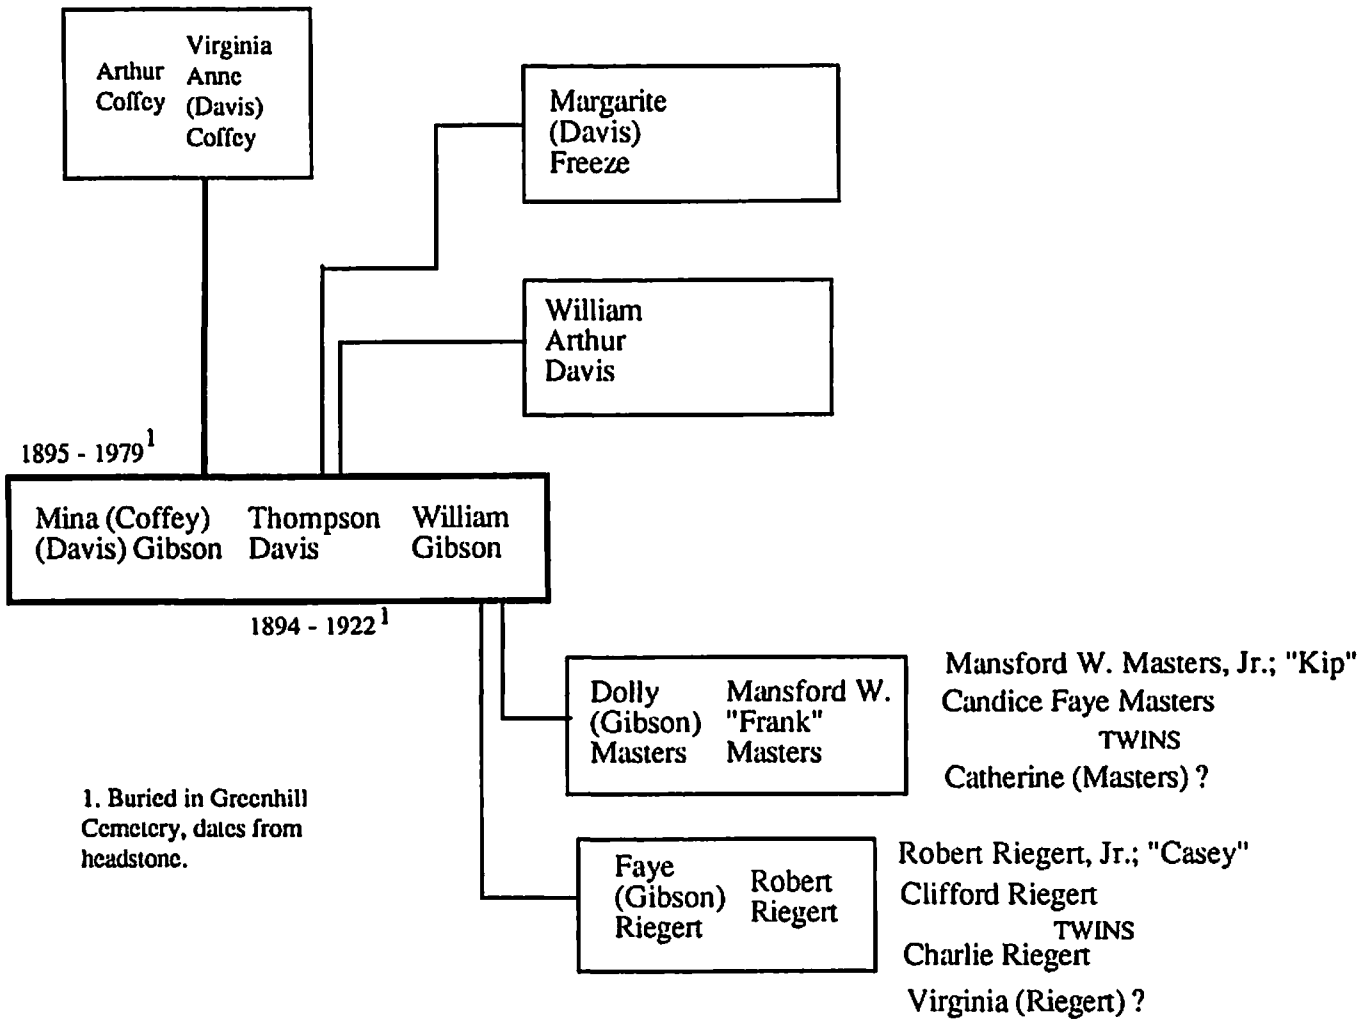 Arthur
Coffey
Virginia
Anne
(Davis)
Coffey
Margarite
(Davis)
Freeze
William
Arthur
Davis
1895 - 1979 1
Mina (Coffey)
(Davis) Gibson
Thompson
Davis
William
Gibson
1894 - 1922 1
Dolly
(Gibson)
Masters
Mansford W.
"Frank"
Masters
Mansford W. Masters, Jr.; "Kip"
Candice Faye Masters
TWINS
Catherine (Masters) ?
1. Buried in Greenhill
Cemetery, dates from
headstone.
Faye
(Gibson)
Riegert
Robert
Riegert
Robert Riegert, Jr.; "Casey"
Clifford Riegert
TWINS
Charlie Riegert
Virginia (Riegert) ?